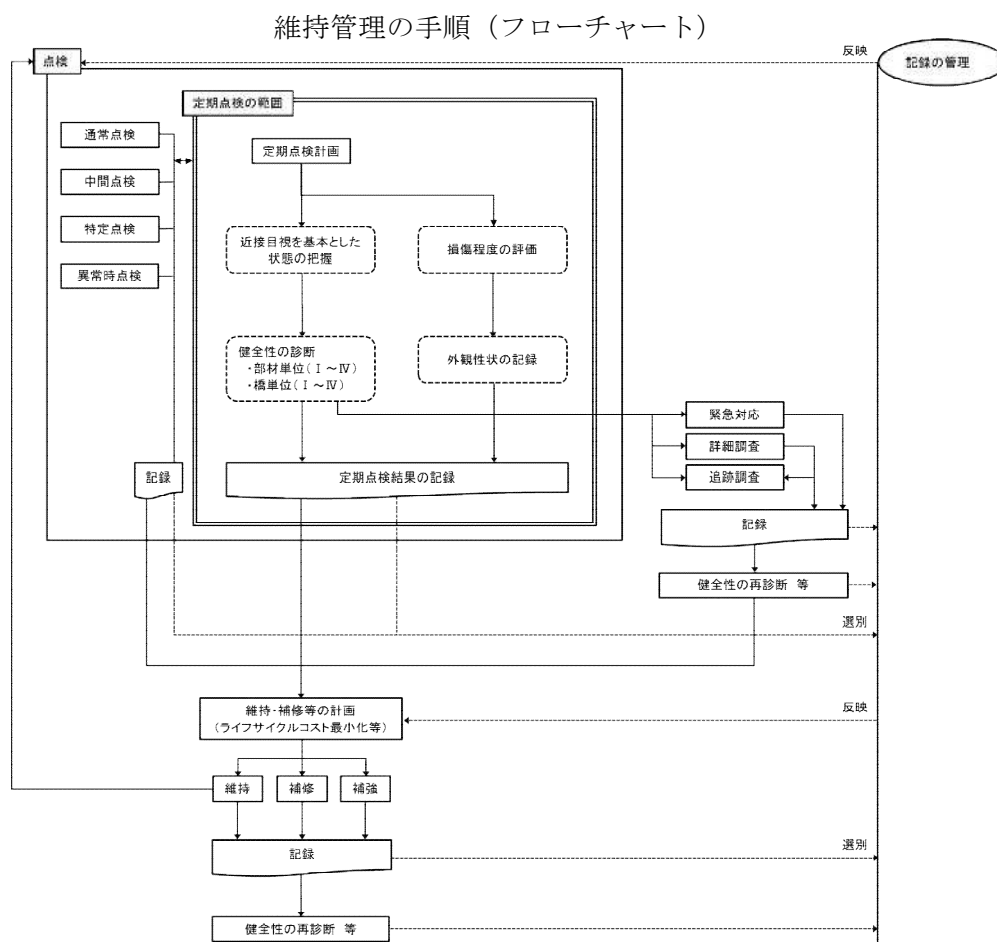 維持管理の手順（フローチャート）
点検
反映
記録の管理
定期点検の範囲
通常点検
定期点検計画
中間点検
特定点検
近接目視を基本とした
状態の把握
損傷程度の評価
異常時点検
健全性の診断
・部材単位（Ⅰ～Ⅳ）
・橋単位（Ⅰ～Ⅳ）
外観性状の記録
緊急対応
詳細調査
追跡調査
記録
定期点検結果の記録
記録
健全性の再診断 等
選別
維持・補修等の計画
（ライフサイクルコスト最小化等）
反映
維持
補修
補強
記録
選別
健全性の再診断 等